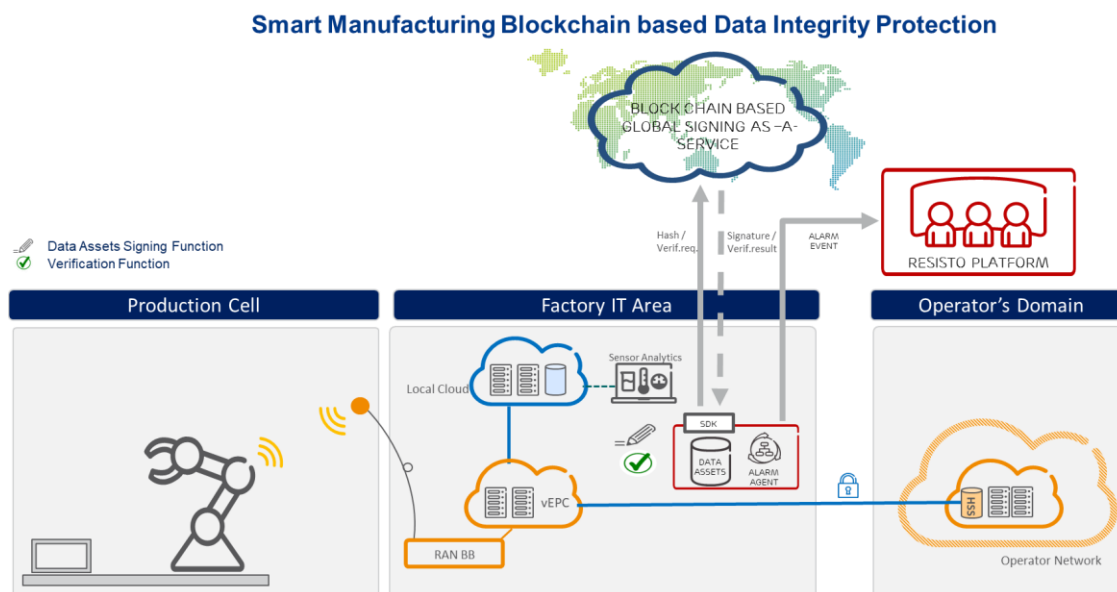 Smart Manufacturing Blockchain based Data Integrity Protection
BLOCK CHAIN BASED
GLOBAL SIGNING AS –A-
SERVICE
Hash /
Verif.req.
Signature /
Verif.result
ALARM
EVENT
RESISTO PLATFORM
Data Assets Signing Function
Verification Function
Production Cell
Factory IT Area
Operator's Domain
Sensor Analytics
Local Cloud
SDK
DATA
ASSETS
ALARM
AGENT
vEPC
HSS
RAN BB
Operator Network